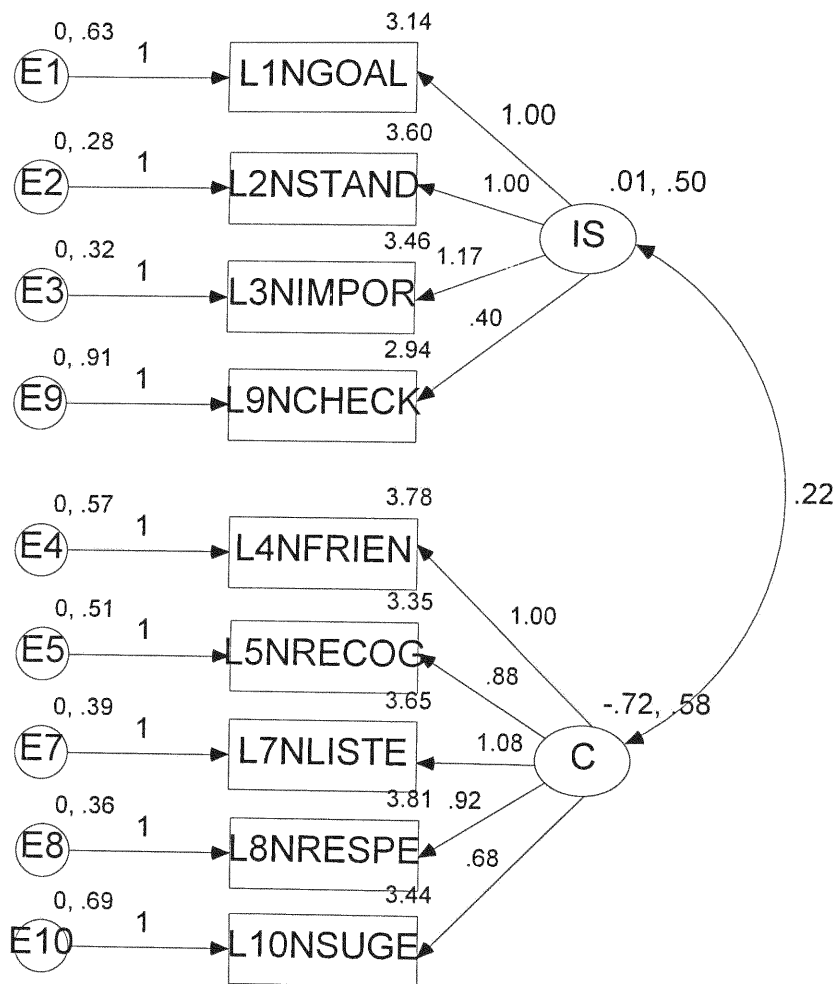 3.14
0, .63
E1 1 L1NGOAL
1.00
3.60
0, .28
E2 1 L2NSTAND
1.00
.01, .50
IS
3.46
0, .32
1.17
E3 1 L3NIMPOR
.40
2.94
0, .91
E9 1 L9NCHECK
.22
3.78
0, .57
E4 1 L4NFRIEN
1.00
3.35
0, .51
E5 1 L5NRECOG
.88
3.65
-.72, .58
0, .39
E7 1 L7NLISTE
1.08
C
3.81
.92
0, .36
E8 1 L8NRESPE
.68
3.44
0, .69
E10 1 L10NSUGE